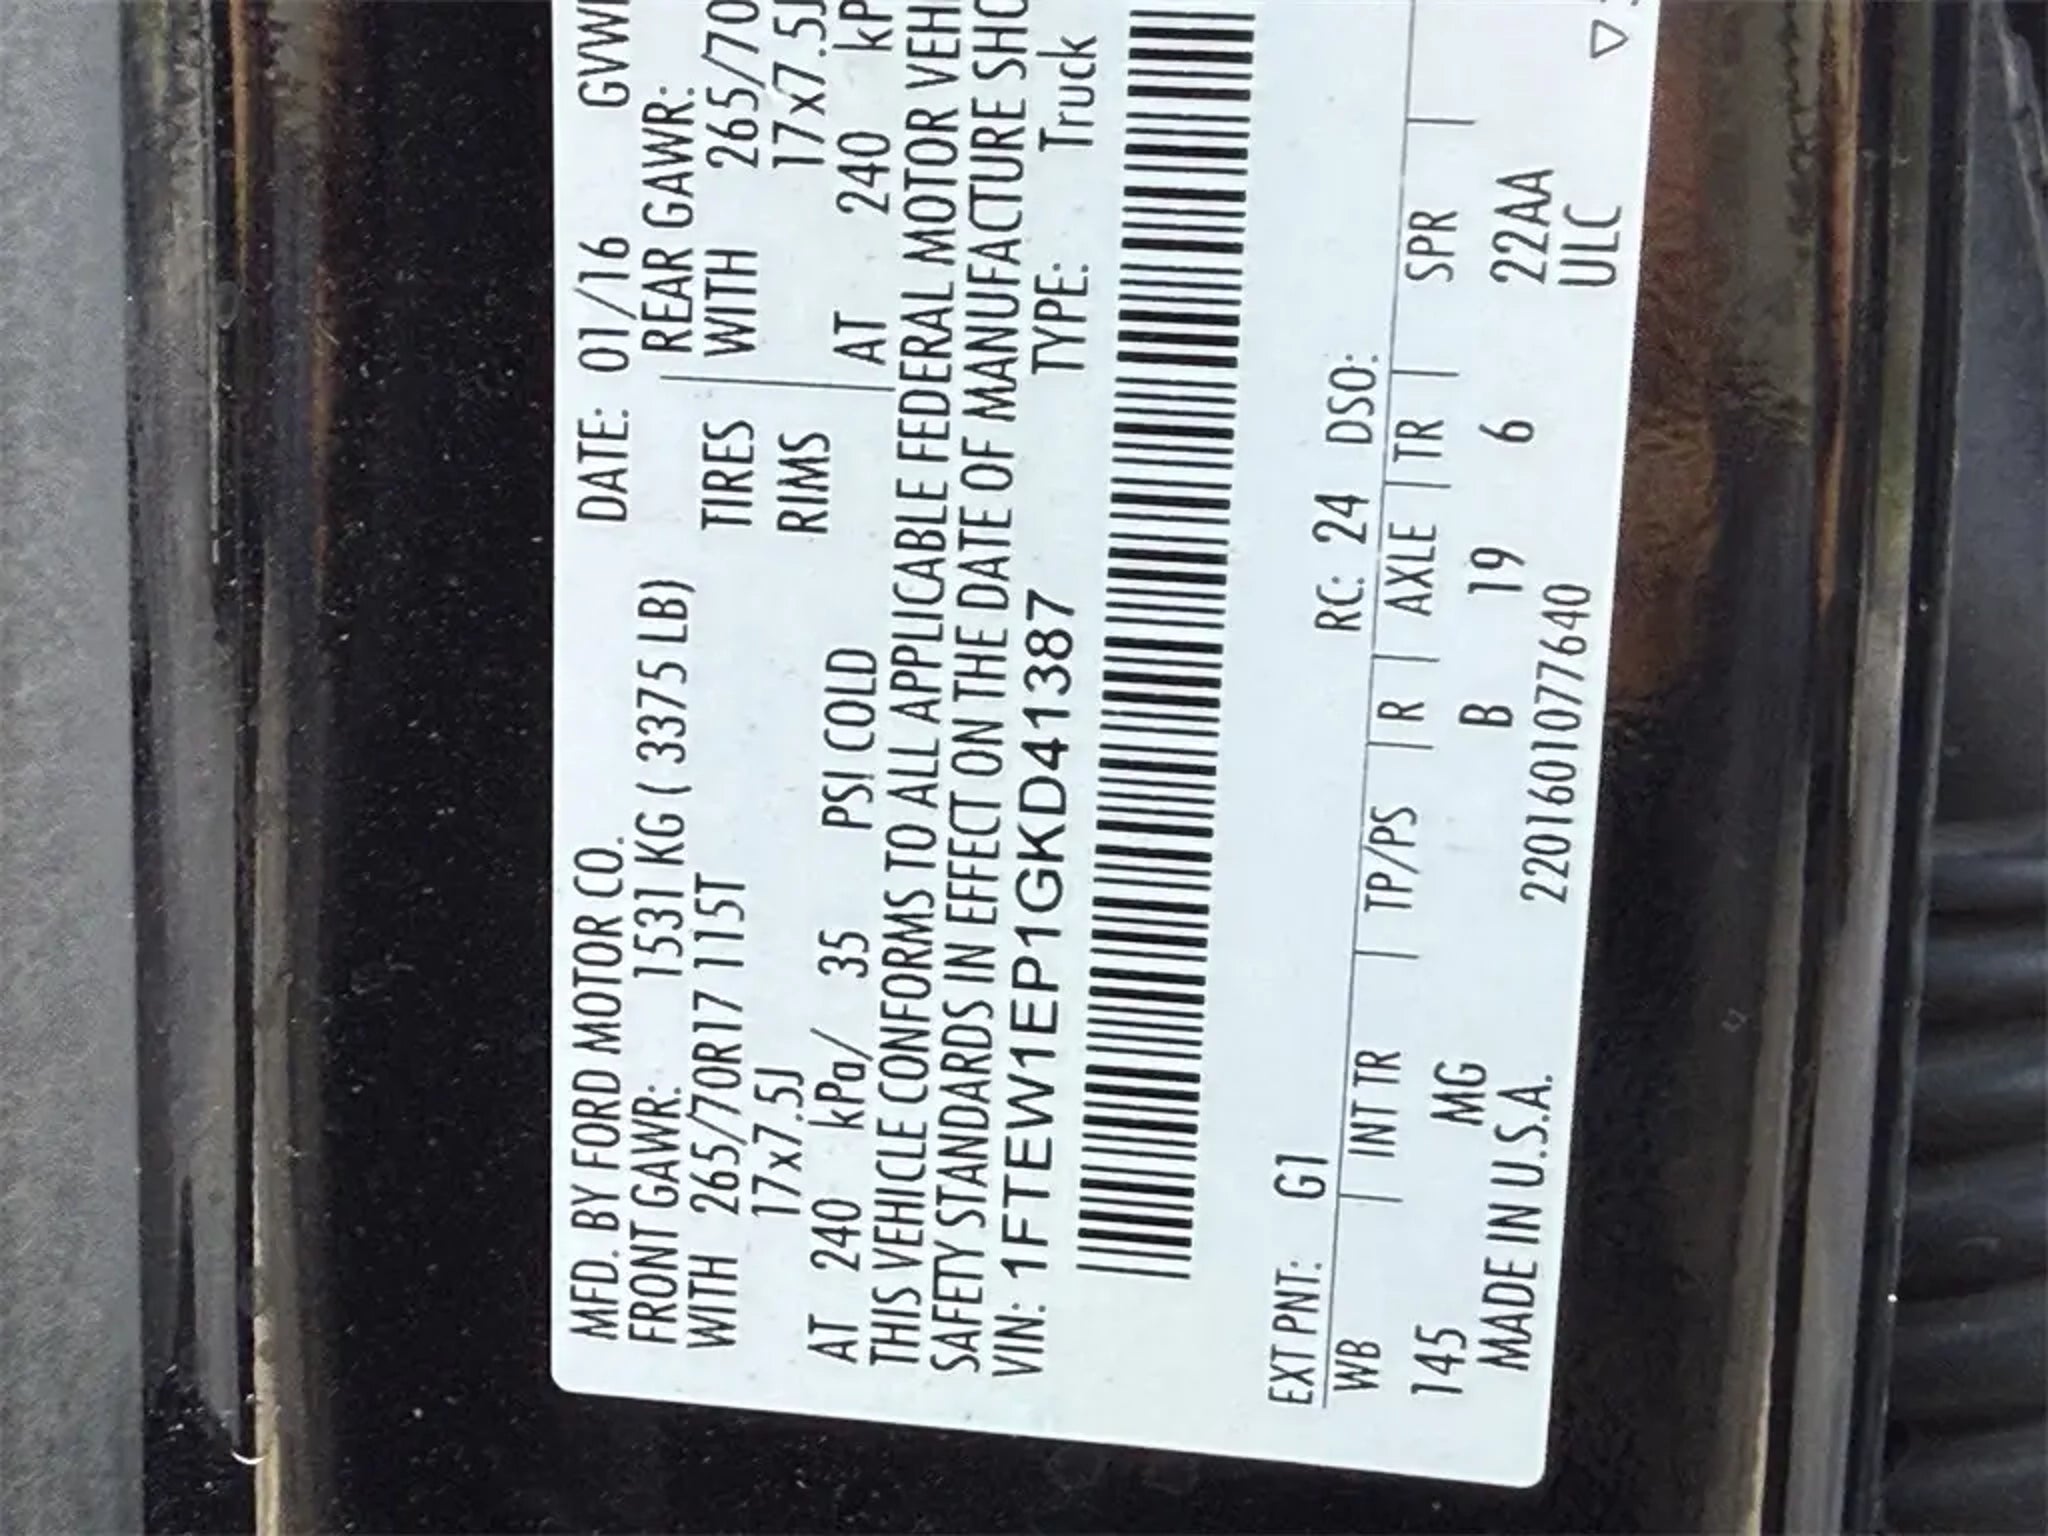 MFD. BY FORD MOTOR CO. DATE: 01/16
FRONT GAWR: 1531 KG ( 3375 LB) REAR GAWR:
WITH 265/70R17 115T TIRES WITH 265/70
17x7.5J RIMS 17x7.5J
AT 240 kPa/ 35 PSI COLD AT 240
THIS VEHICLE CONFORMS TO ALL APPLICABLE FEDERAL MOTOR
SAFETY STANDARDS IN EFFECT ON THE DATE OF MANUFACTURE
VIN: 1FTEW1EP1GKD41387 TYPE: Truck
EXT PNT: G1 RC: 24 DSO:
WB | INT TR | TP/PS | R | AXLE | TR | SPR |
145 MG B 19 6 22AA
MADE IN U.S.A. 220160107764​0 ULC